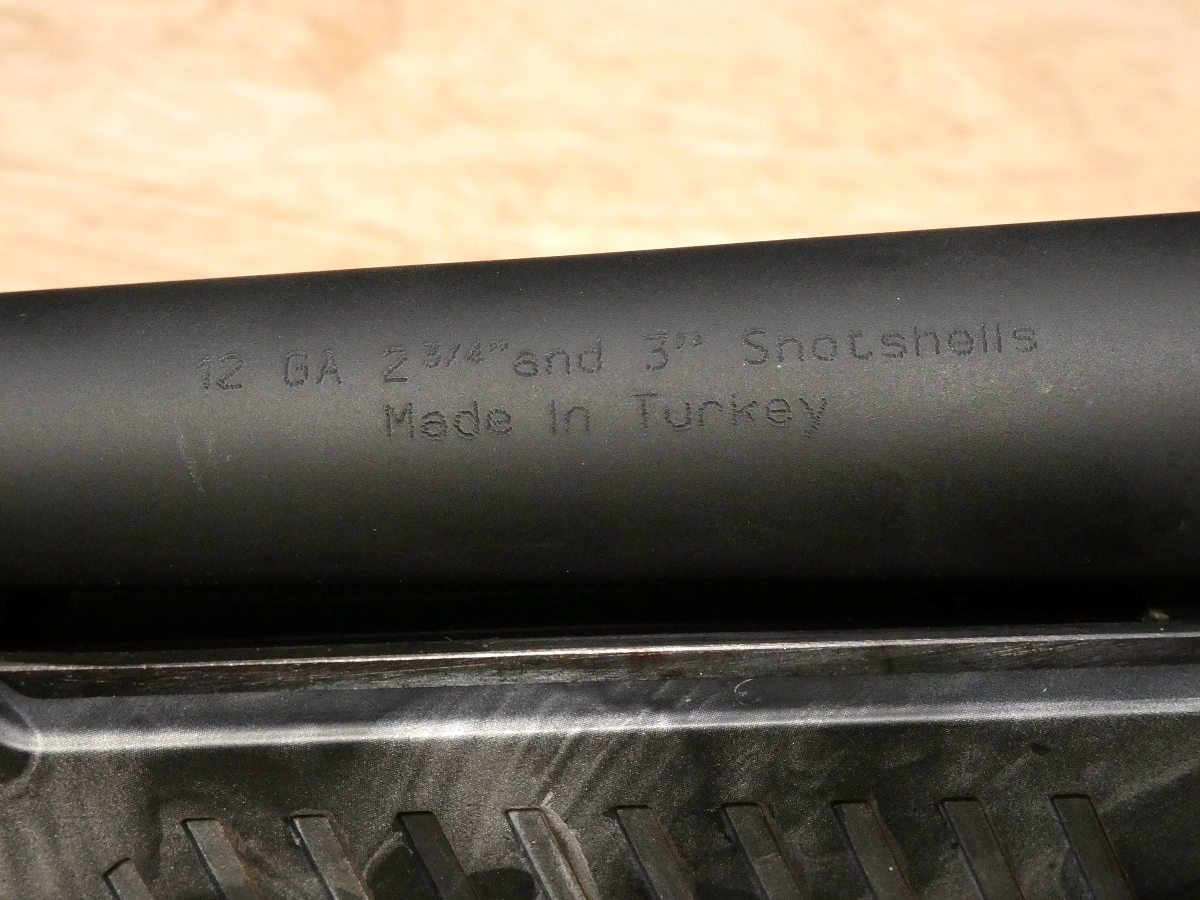 12 GA 2 3/4" and 3" Shotshells
Made In Turkey